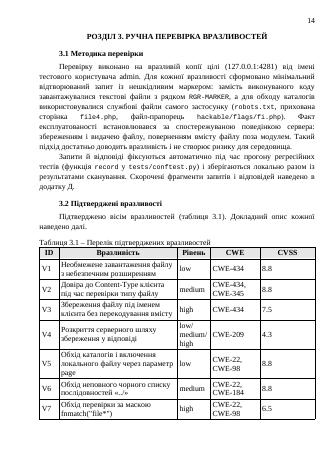 14
РОЗДІЛ 3. РУЧНА ПЕРЕВІРКА ВРАЗЛИВОСТЕЙ
3.1 Методика перевірки
Перевірку виконано на вразливій копії цілі (127.0.0.1:4281) від імені
тестового користувача admin. Для кожної вразливості сформовано мінімальний
відтворюваний запит із нешкідливим маркером: замість виконуваного коду
завантажувалися текстові файли з рядком RGR-MARKER, а для обходу каталогів
використовувалися службові файли самого застосунку (robots.txt, прихована
сторінка file4.php, файл-прапорець hackable/flags/fi.php). Факт
експлуатованості встановлювався за спостережуваною поведінкою сервера:
збереженням і видачею файлу, поверненням вмісту файлу поза модулем. Такий
підхід достатньо доводить вразливість і не створює ризику для середовища.
Запити й відповіді фіксуються автоматично під час прогону регресійних
тестів (функція record у tests/conftest.py) і зберігаються локально разом із
результатами сканування. Скорочені фрагменти запитів і відповідей наведено в
додатку Д.
3.2 Підтверджені вразливості
Підтверджено вісім вразливостей (таблиця 3.1). Докладний опис кожної
наведено далі.
Таблиця 3.1 – Перелік підтверджених вразливостей
ID Вразливість Рівень CWE CVSS
V1 Необмежене завантаження файлу з небезпечним розширенням low CWE-434 8.8
V2 Довіра до Content-Type клієнта під час перевірки типу файлу medium CWE-434, CWE-345 8.8
V3 Збереження файлу під іменем клієнта без перекодування вмісту high CWE-434 7.5
V4 Розкриття серверного шляху збереження у відповіді low/ medium/ high CWE-209 4.3
V5 Обхід каталогів і включення локального файлу через параметр page low CWE-22, CWE-98 8.8
V6 Обхід неповного чорного списку послідовностей «../» medium CWE-22, CWE-184 8.8
V7 Обхід перевірки за маскою fnmatch("file*") high CWE-22, CWE-98 6.5